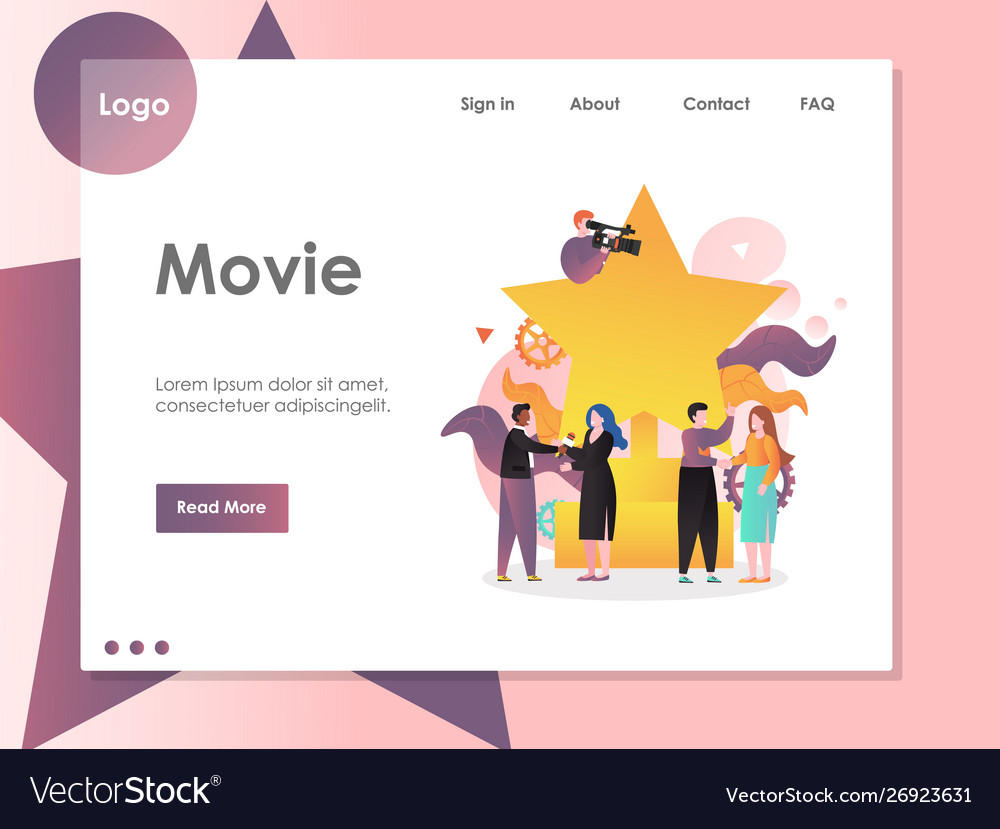 Logo
Sign in About Contact FAQ
Movie
Lorem Ipsum dolor sit amet,
consectetuer adipiscingelit.
Read More
VectorStock®
VectorStock.com/26923631